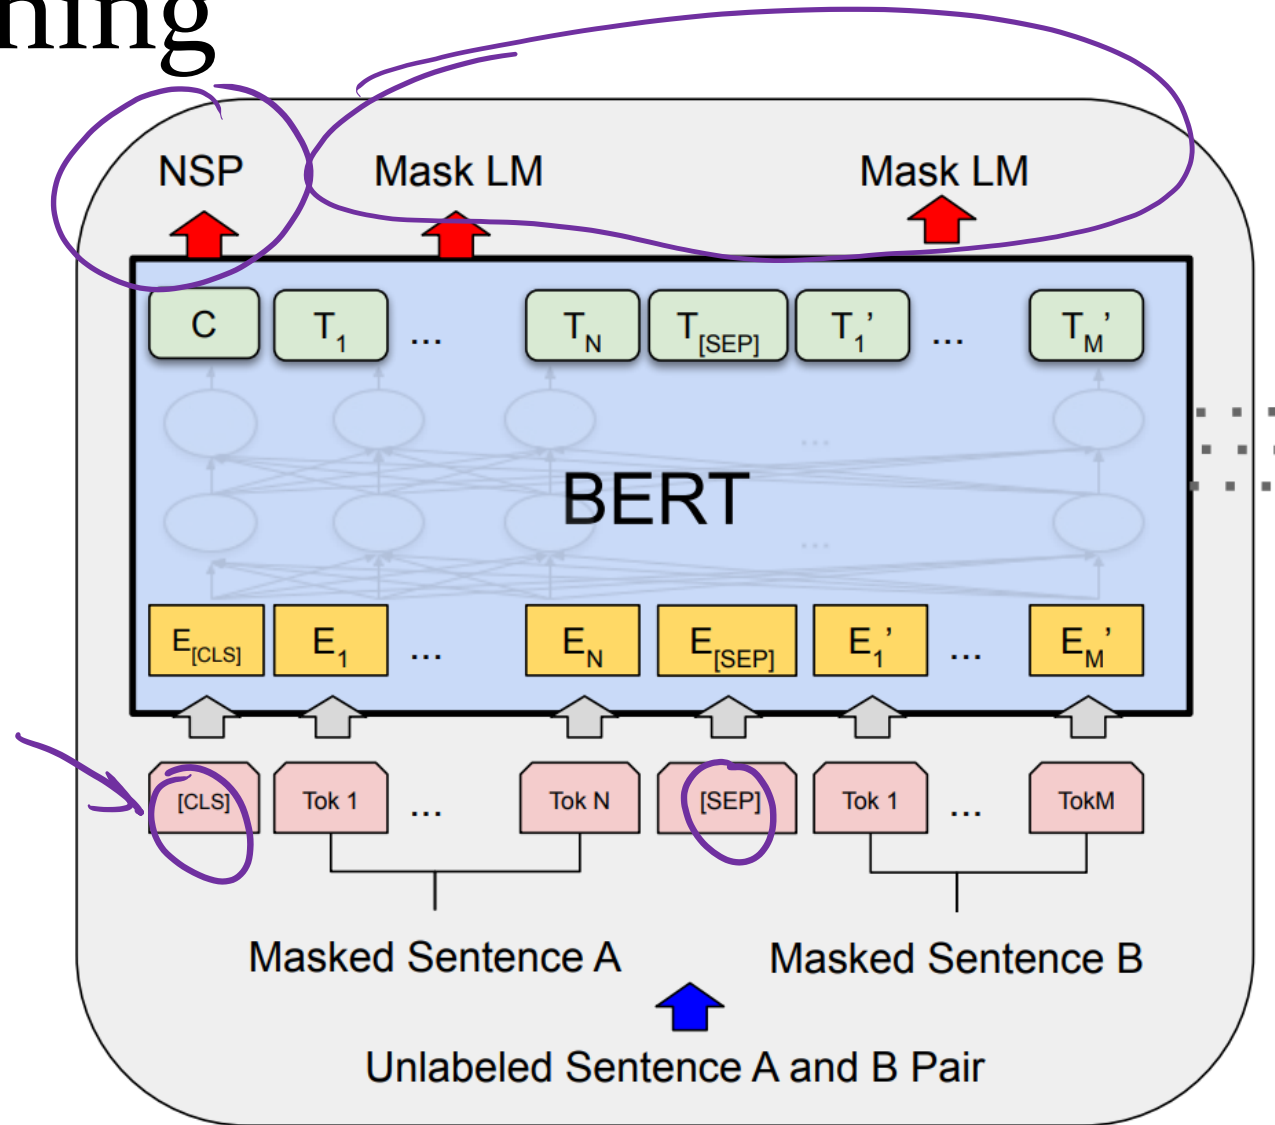 ning
NSP Mask LM Mask LM
C T1 ... TN T[SEP] T1’ ... TM’
...
BERT
...
E[CLS] E1 ... EN E[SEP] E1’ ... EM’
[CLS] Tok 1 ... Tok N [SEP] Tok 1 ... TokM
Masked Sentence A Masked Sentence B
Unlabeled Sentence A and B Pair